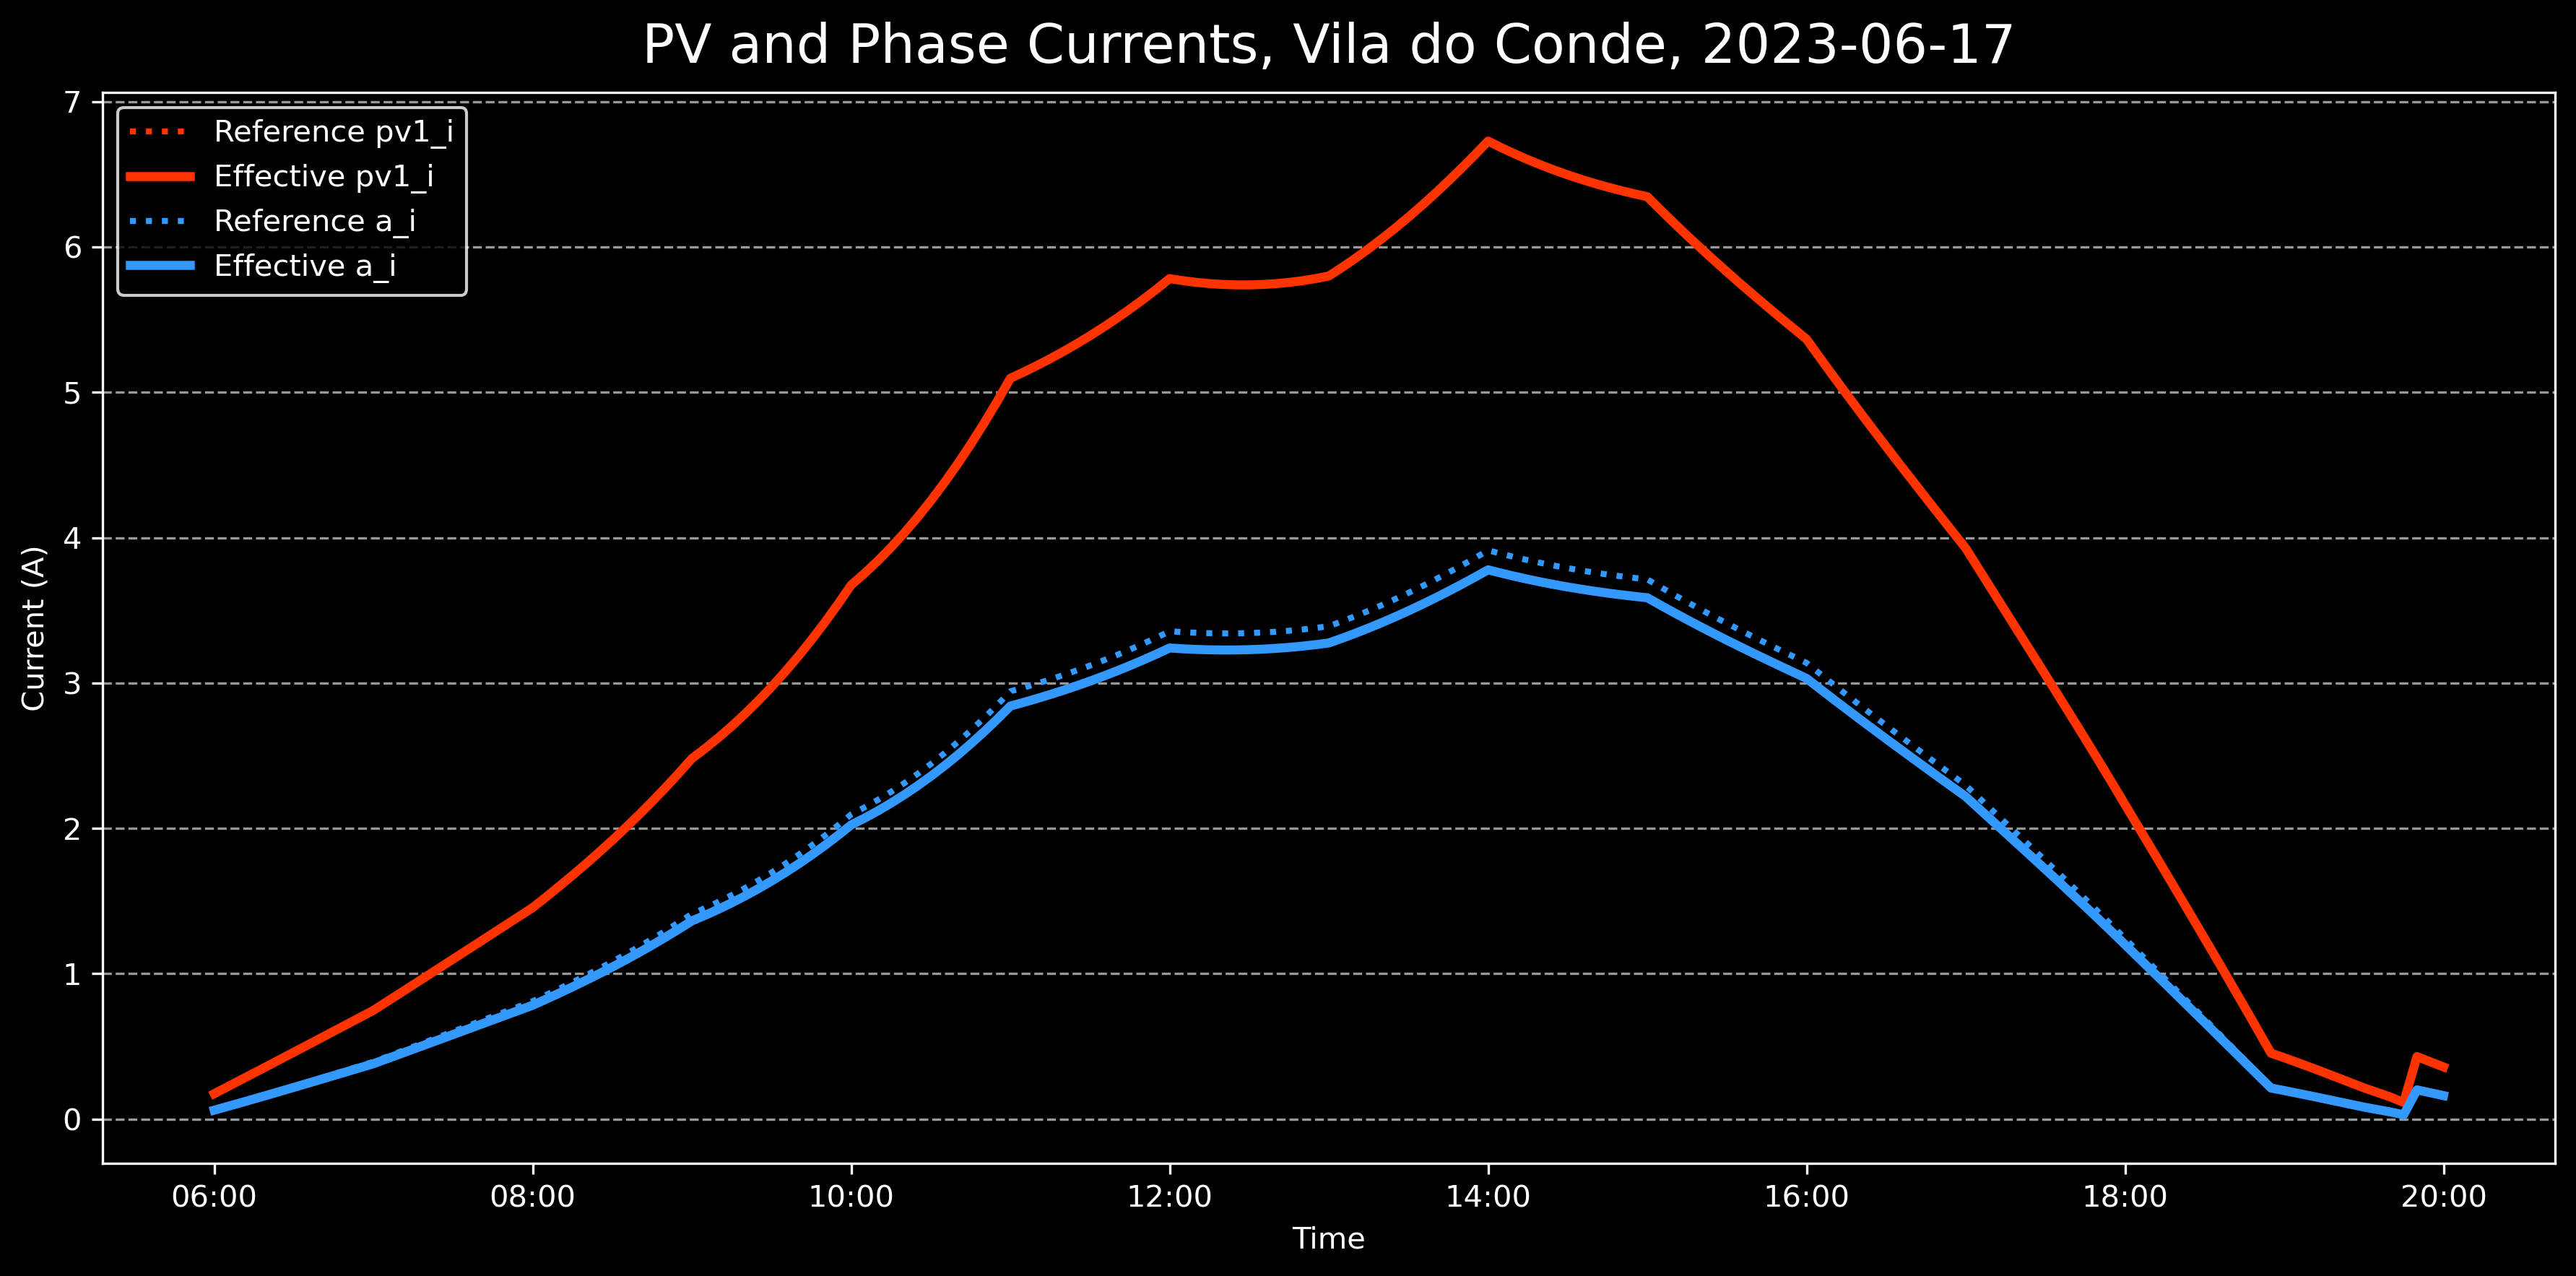 PV and Phase Currents, Vila do Conde, 2023-06-17
7
6
5
4
3
2
1
0
Current (A)
Reference pv1_i
Effective pv1_i
Reference a_i
Effective a_i
06:00 08:00 10:00 12:00 14:00 16:00 18:00 20:00
Time